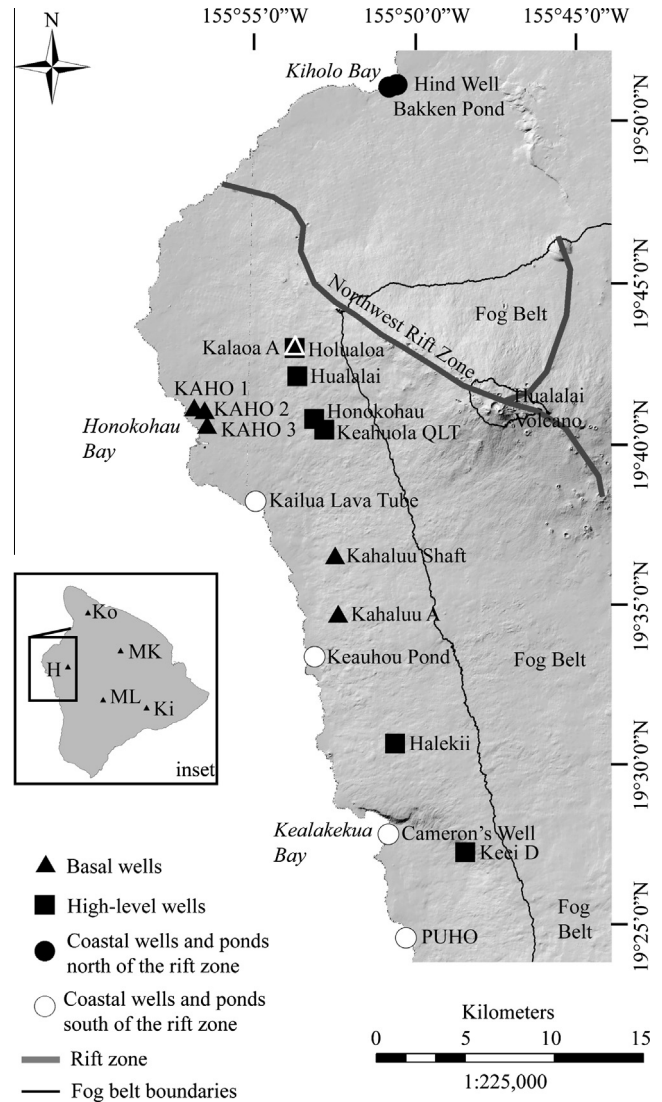 N
155°55'0"W
155°50'0"W
155°45'0"W
Kiholo Bay
Hind Well
Bakken Pond
19°50'0"N
19°45'0"N
Northwest Rift Zone
Fog Belt
Kalaoa A
Holualoa
Hualalai
KAHO 1
KAHO 2
KAHO 3
Honokohau
Keahuola QLT
Hualalai
Volcano
Honokohau
Bay
19°40'0"N
Kailua Lava Tube
Kahaluu Shaft
19°35'0"N
Kahaluu A
Keauhou Pond
Fog Belt
Ko
MK
H
ML
Ki
inset
Halekii
19°30'0"N
Kealakekua
Bay
Cameron's Well
Keei D
Fog
Belt
19°25'0"N
PUHO
Basal wells
High-level wells
Coastal wells and ponds
north of the rift zone
Coastal wells and ponds
south of the rift zone
Rift zone
Fog belt boundaries
Kilometers
0 5 10 15
1:225,000